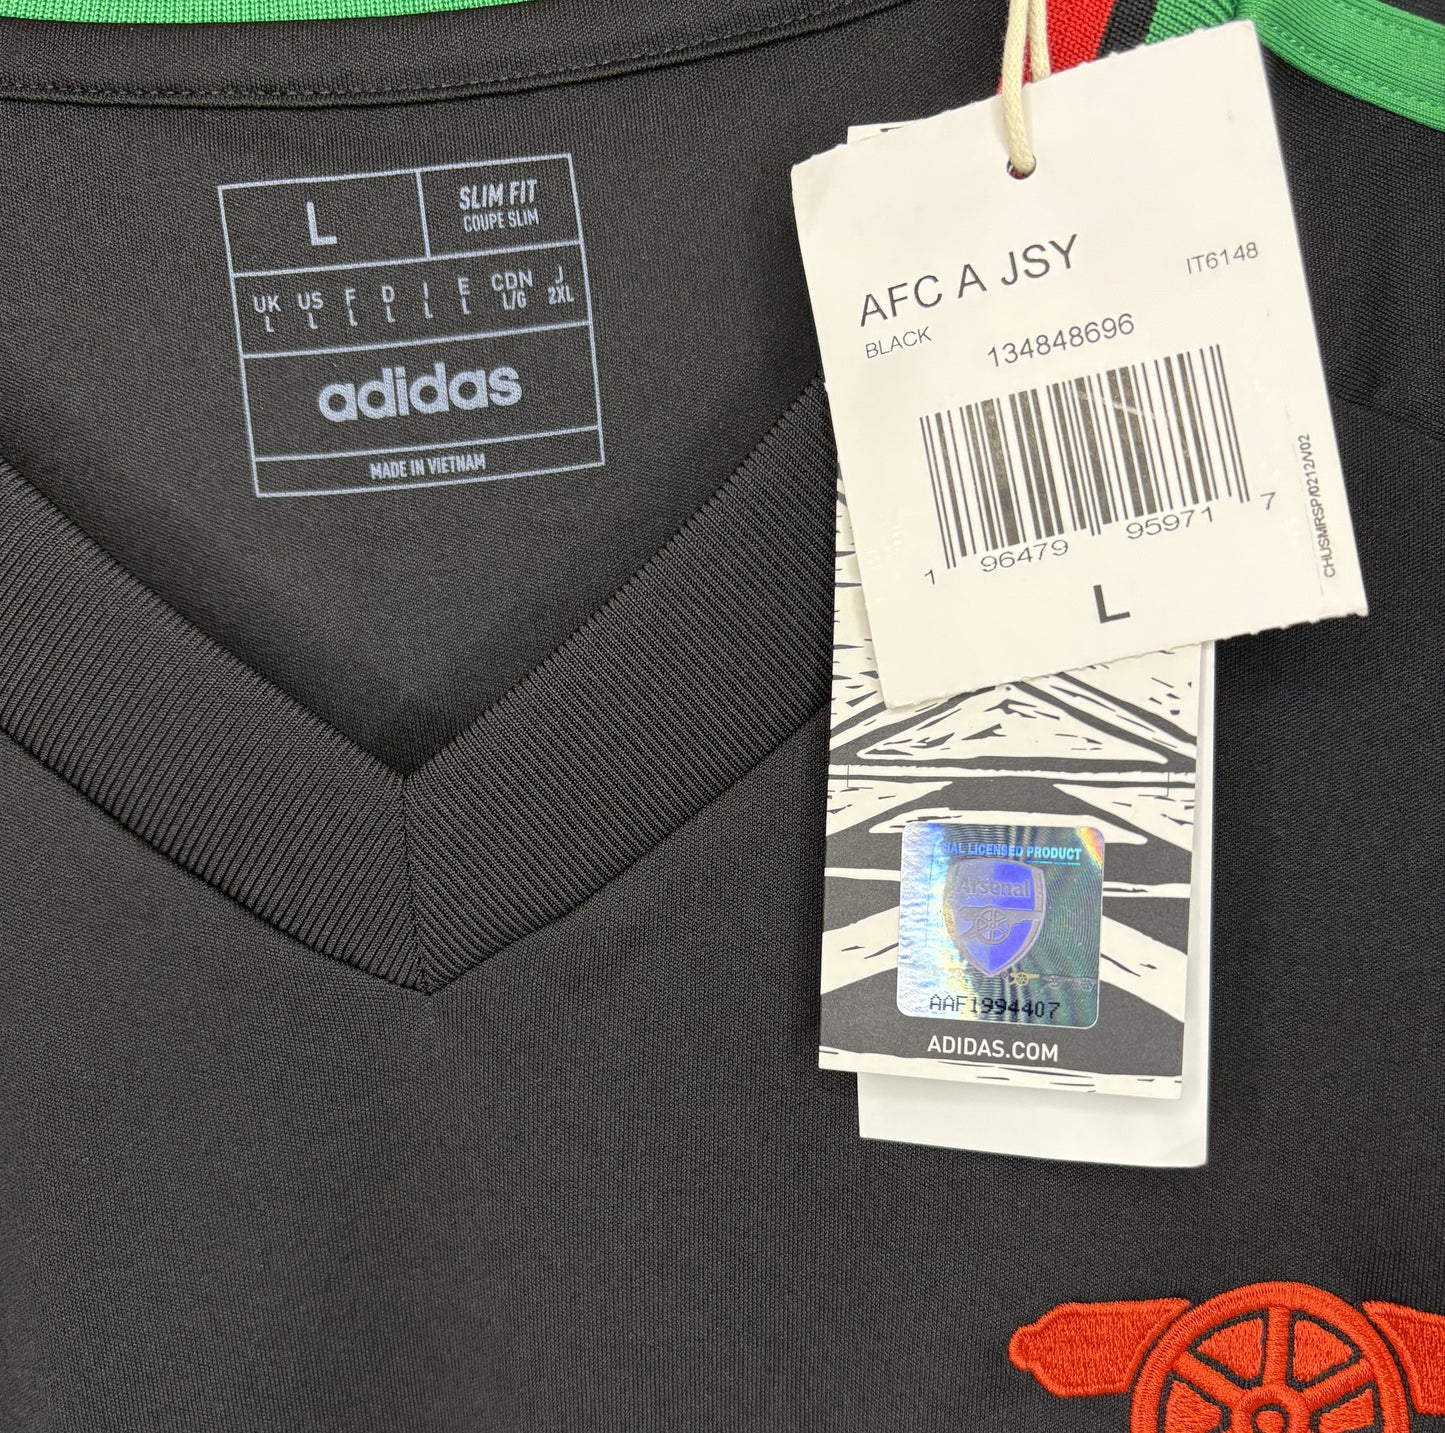 L
SLIM FIT
COUPE SLIM
UK US F D I E CDN J
L L L L L L L/G 2XL
adidas
MADE IN VIETNAM
AFC A JSY
IT6148
BLACK
134848696
1 96479 95971 7
L
CHUSMRSP/0212/V02
LICENSED PRODUCT
Arsenal
AAF1994407
ADIDAS.COM